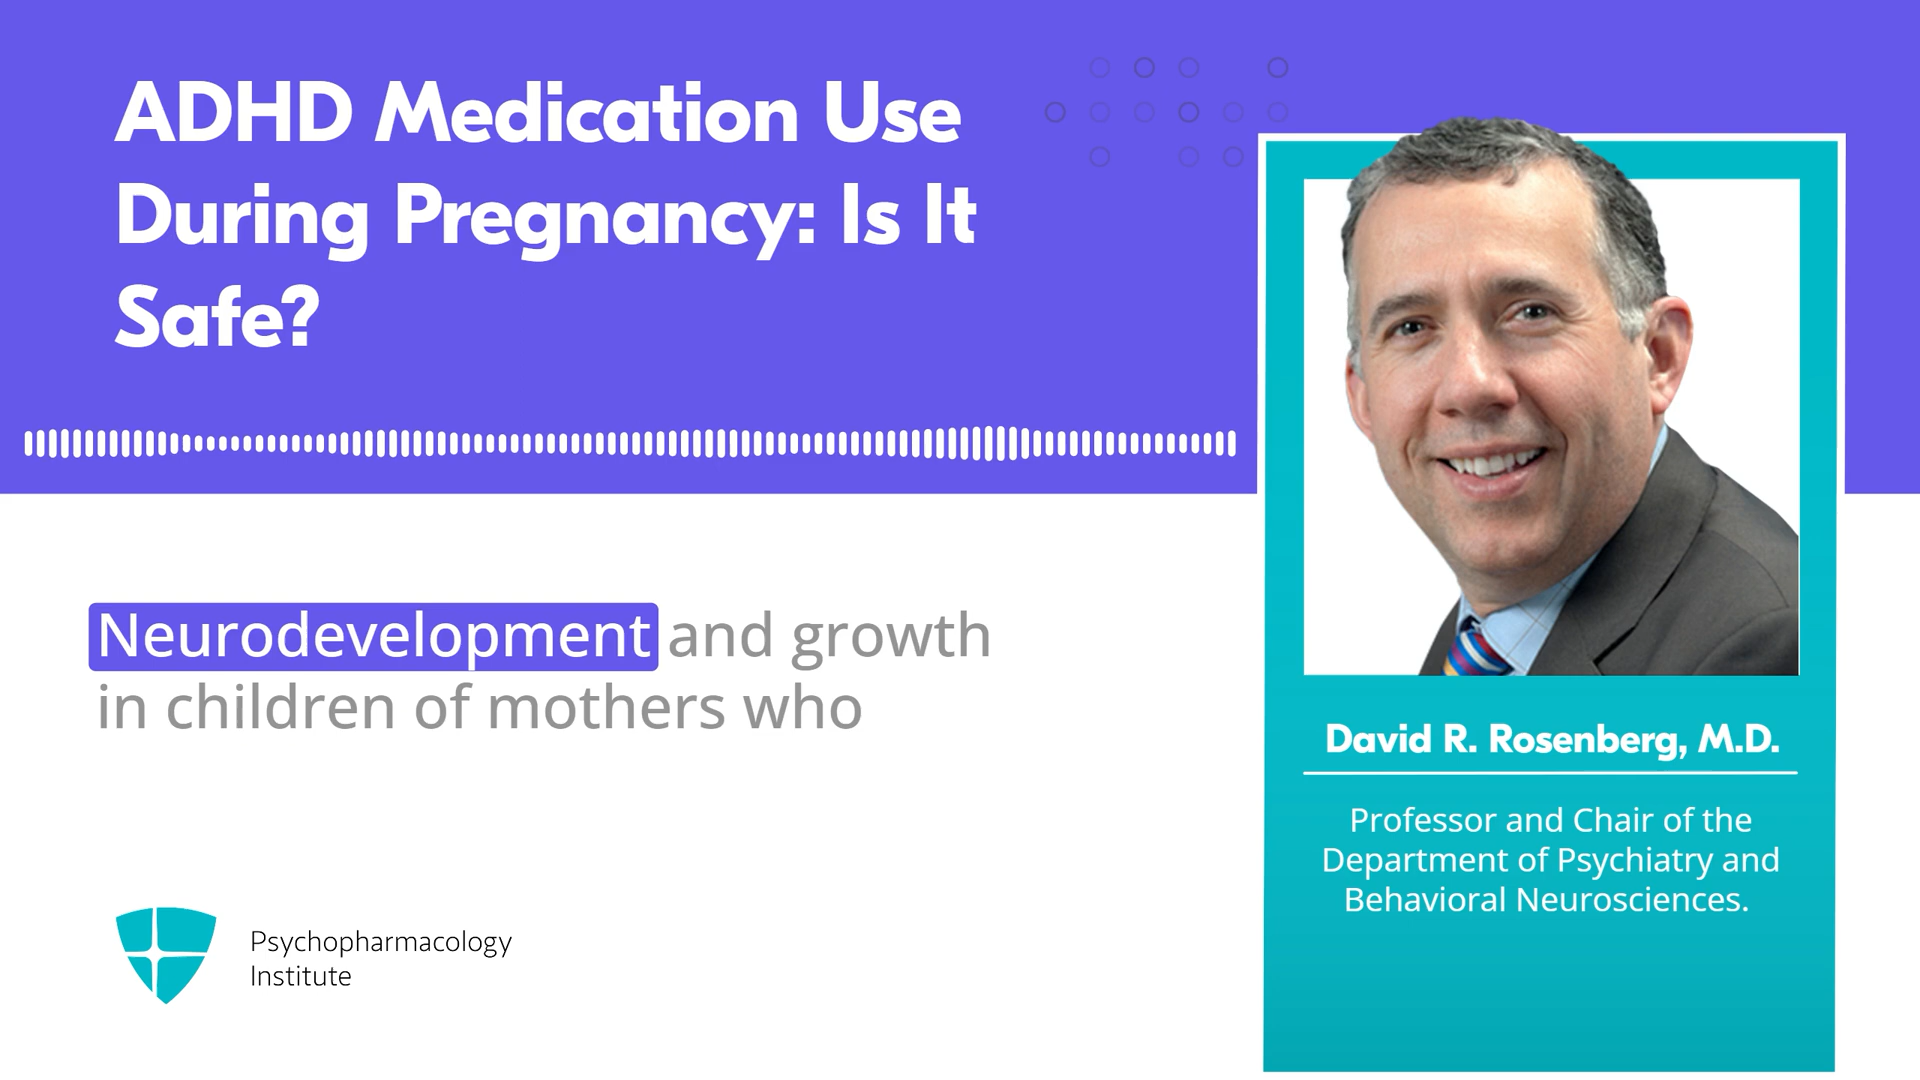 ADHD Medication Use
During Pregnancy: Is It
Safe?
Neurodevelopment and growth
in children of mothers who
Psychopharmacology
Institute
David R. Rosenberg, M.D.
Professor and Chair of the
Department of Psychiatry and
Behavioral Neurosciences.